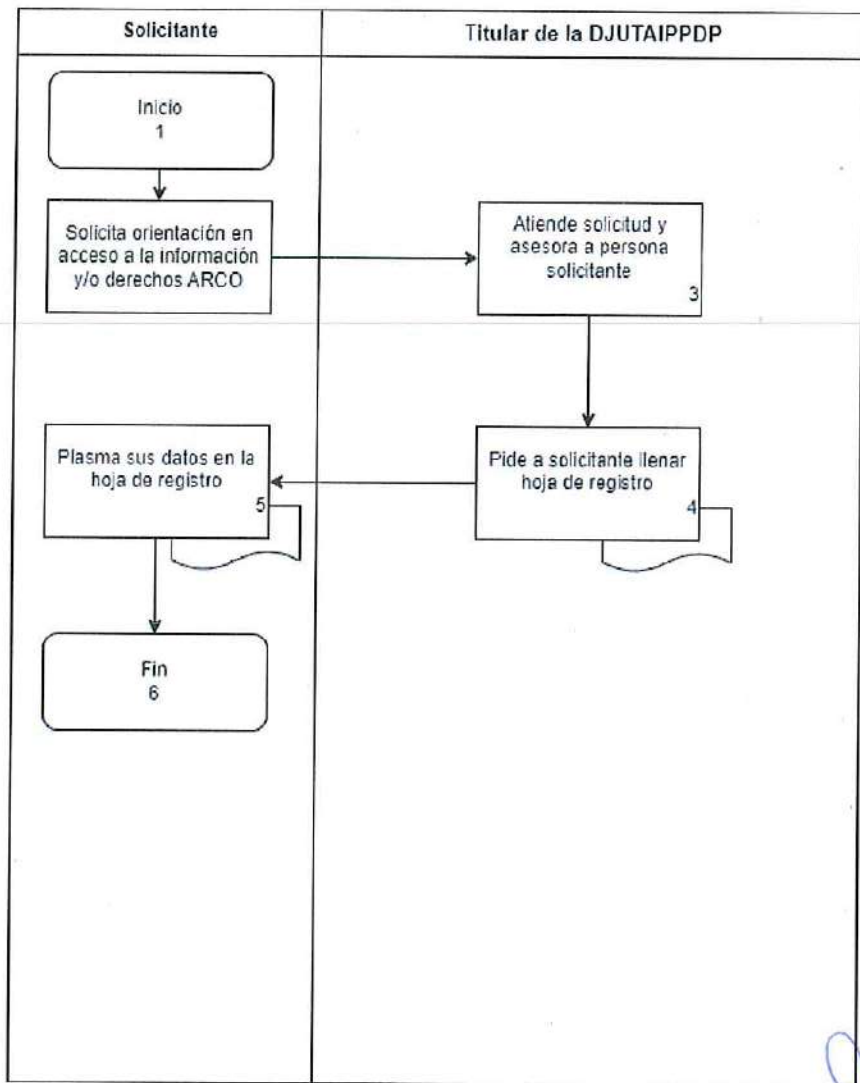 Solicitante
Titular de la DJUTAIPPDP
Inicio
1
Solicita orientación en
acceso a la información
y/o derechos ARCO
Atiende solicitud y
asesora a persona
solicitante
3
Pide a solicitante llenar
hoja de registro
4
Plasma sus datos en la
hoja de registro
5
Fin
6